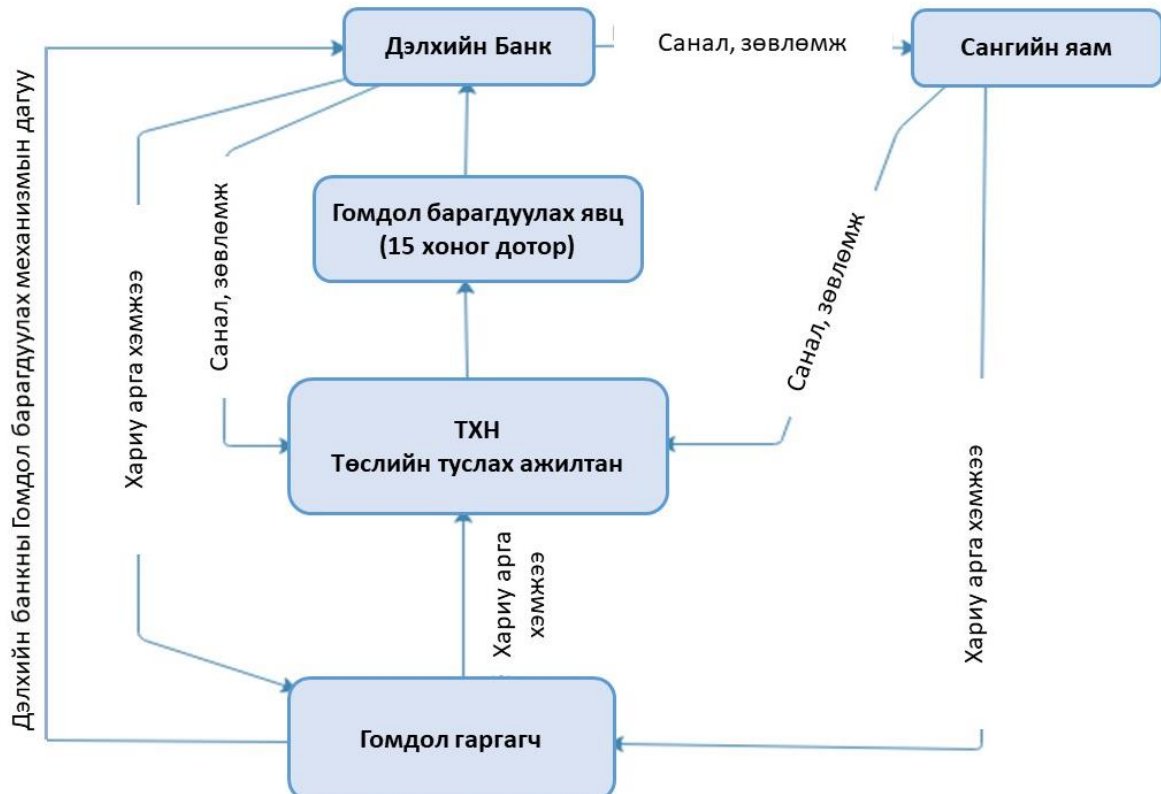 Дэлхийн Банк
Санал, зөвлөмж
Сангийн яам
Дэлхийн банкны Гомдол барагдуулах механизмын дагуу
Хариу арга хэмжээ
Санал, зөвлөмж
Гомдол барагдуулах явц
(15 хоног дотор)
Санал, зөвлөмж
ТХН
Төслийн туслах ажилтан
Хариу арга
хэмжээ
Хариу арга хэмжээ
Гомдол гаргагч